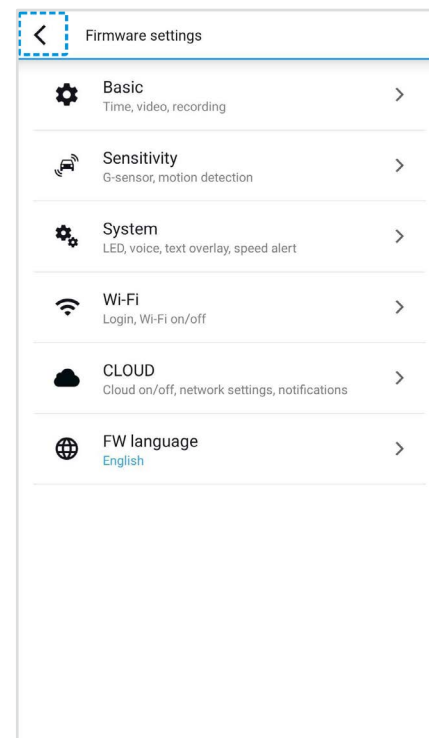 Firmware settings
Basic
Time, video, recording
Sensitivity
G-sensor, motion detection
System
LED, voice, text overlay, speed alert
Wi-Fi
Login, Wi-Fi on/off
CLOUD
Cloud on/off, network settings, notifications
FW language
English